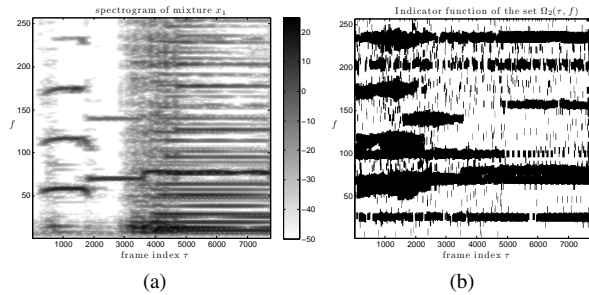 spectrogram of mixture x₁
250
200
150
f
100
50
1000 2000 3000 4000 5000 6000 7000
frame index τ
20
10
0
−10
−20
−30
−40
−50
(a)
Indicator function of the set Ω₂(τ, f)
250
200
150
f
100
50
1000 2000 3000 4000 5000 6000 7000
frame index τ
(b)